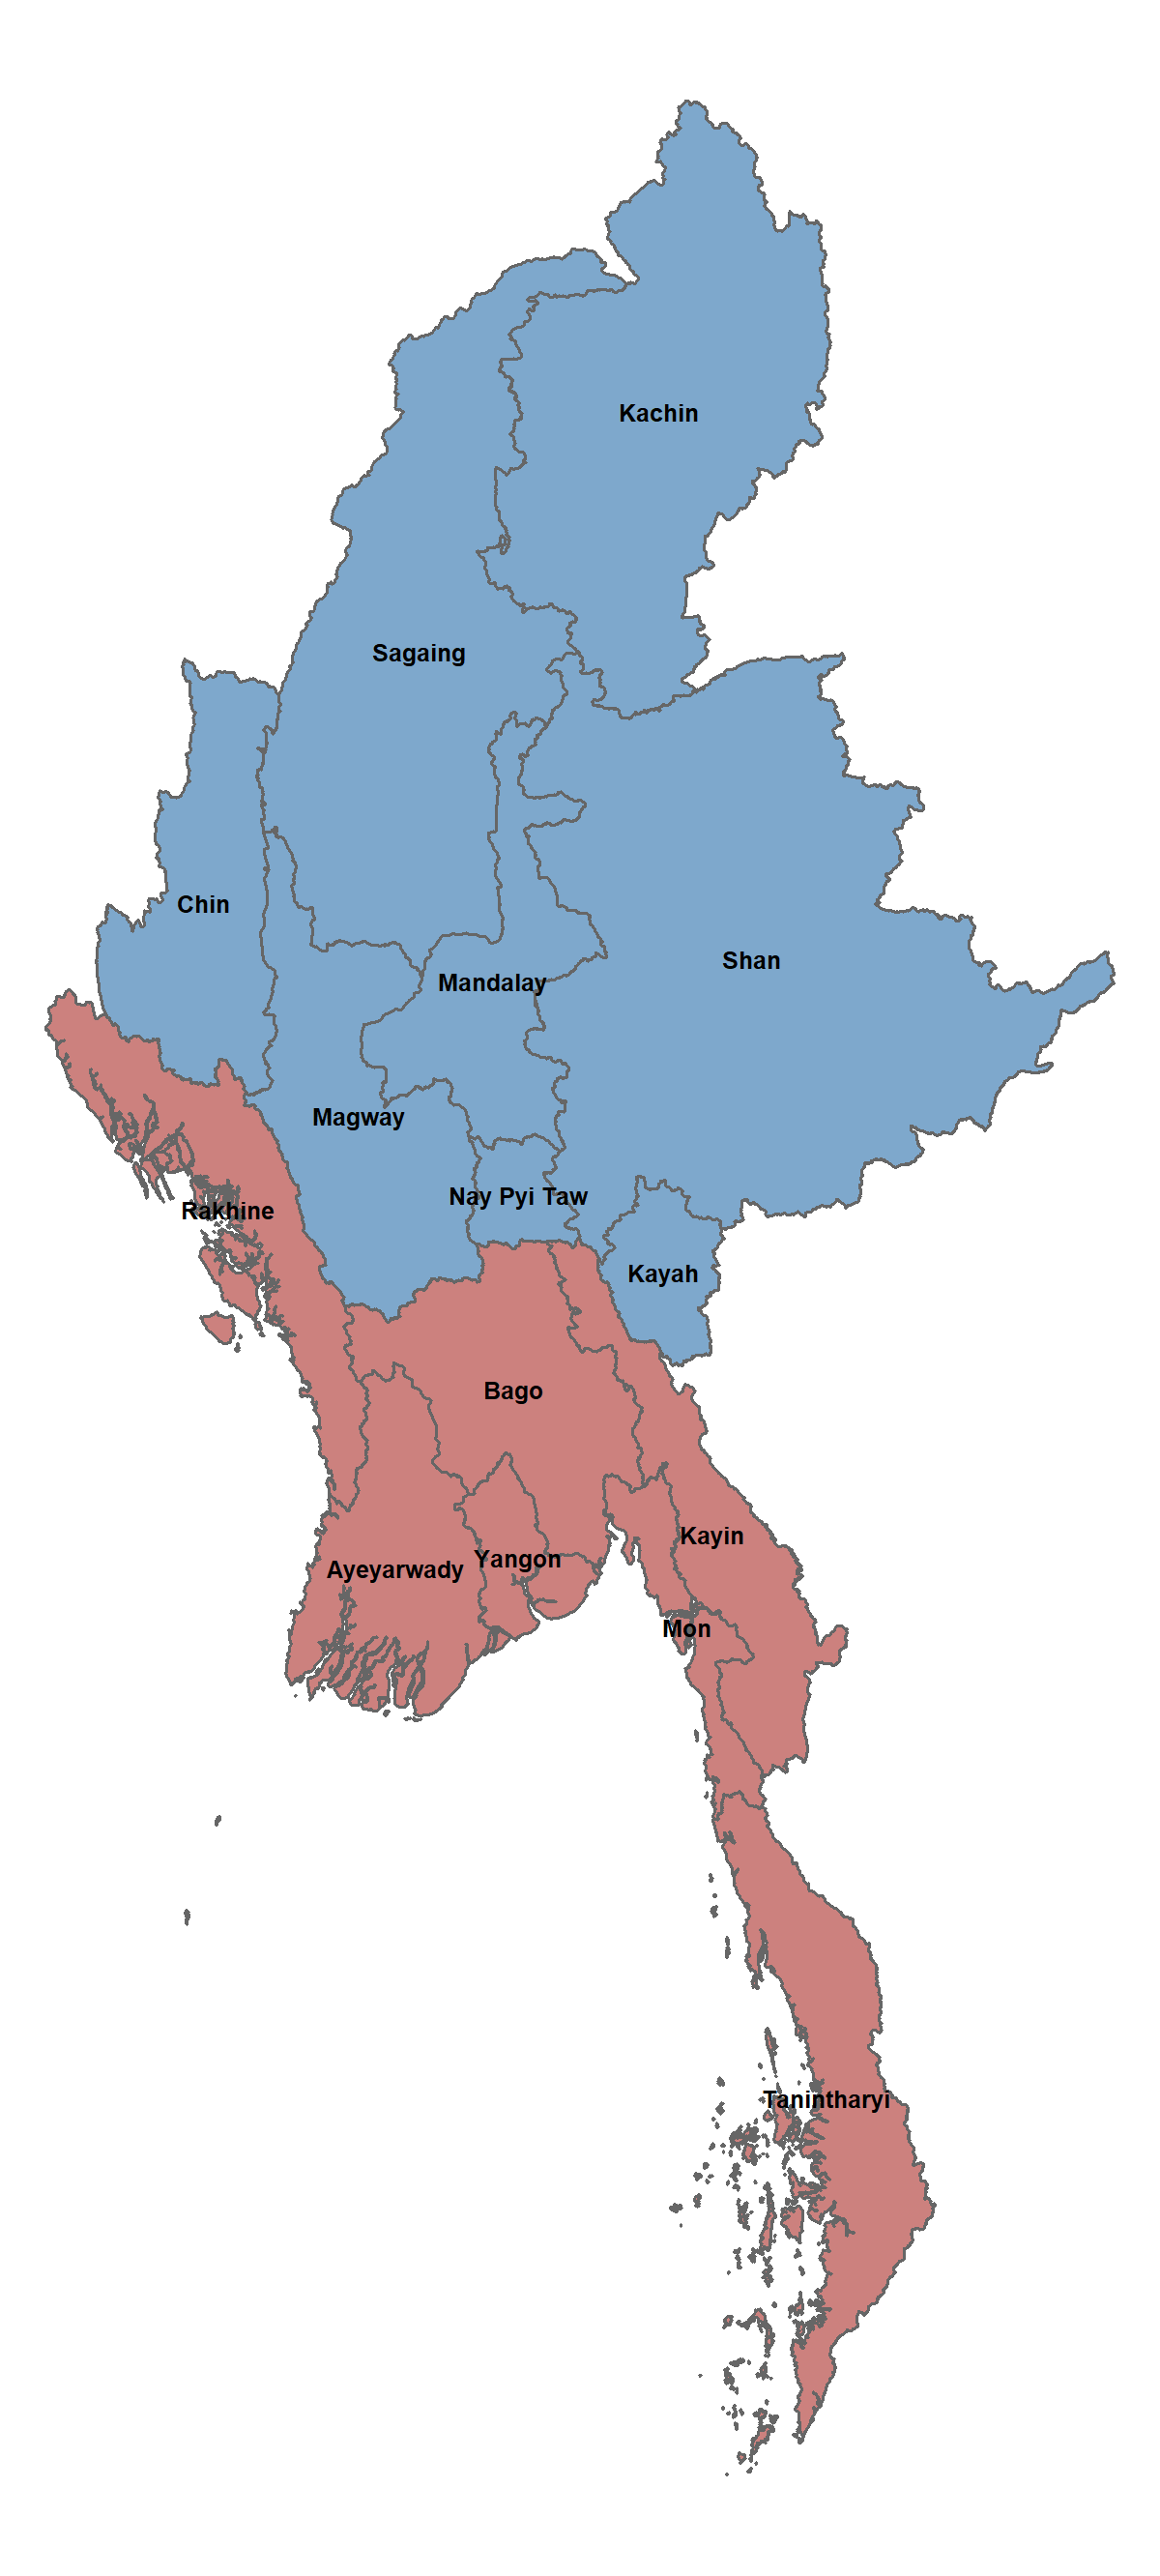 Kachin
Sagaing
Chin
Shan
Mandalay
Magway
Nay Pyi Taw
Rakhine
Kayah
Bago
Kayin
Yangon
Ayeyarwady
Mon
Tanintharyi